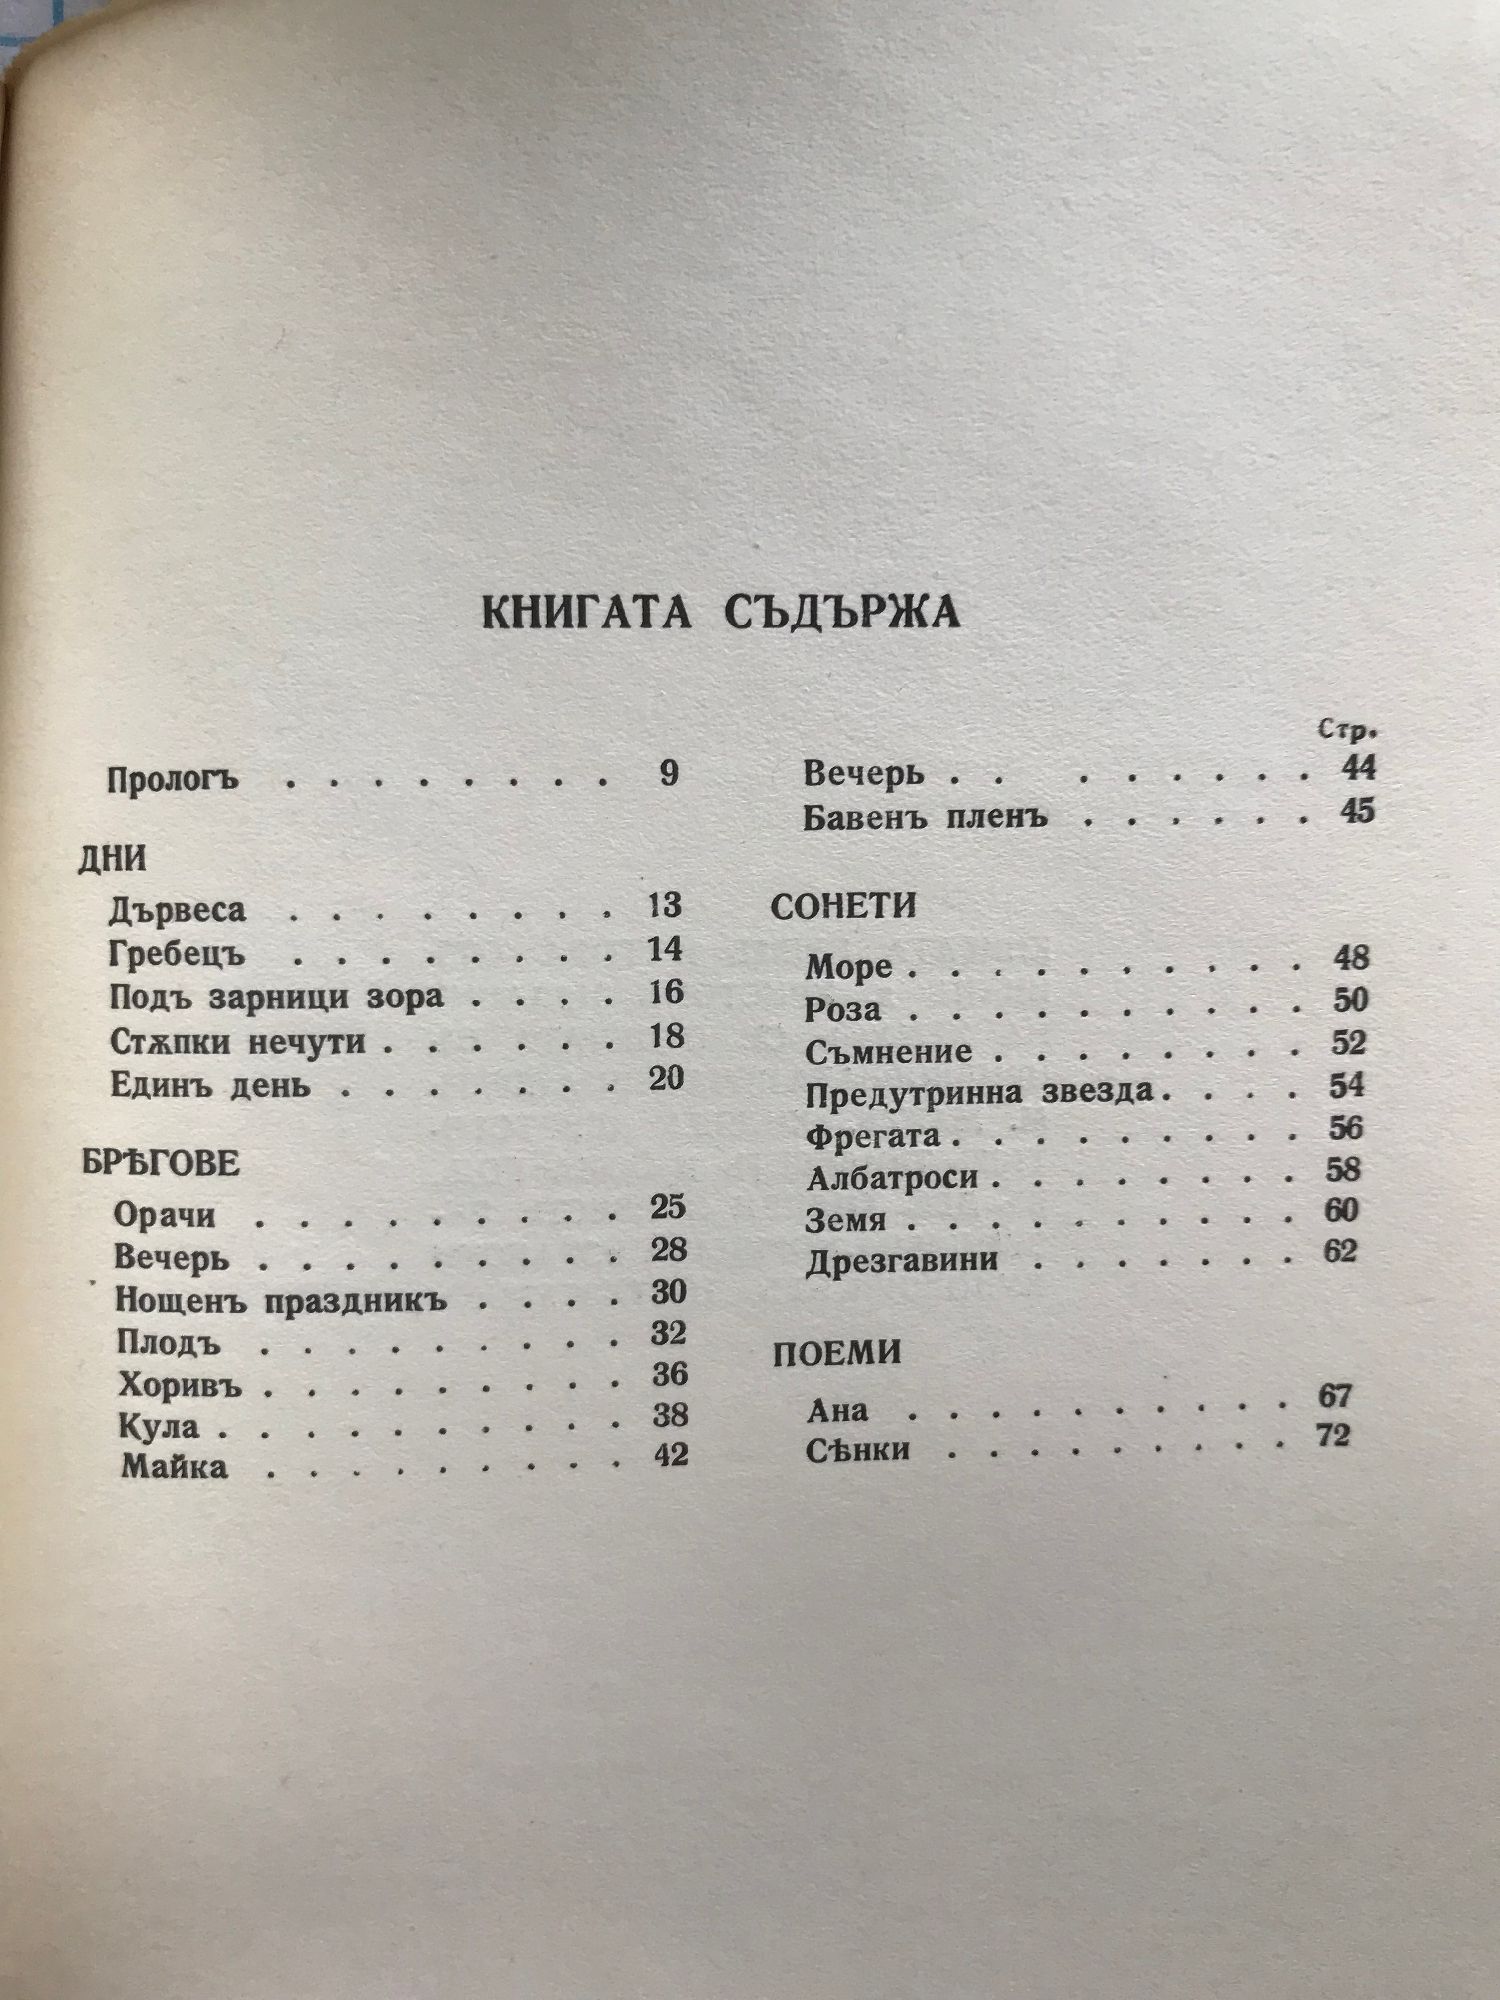 КНИГАТА СЪДЪРЖА
Прологъ . . . . . . . . 9
ДНИ
Дървеса . . . . . . . . 13
Гребецъ . . . . . . . . 14
Подъ зарници зора . . . . 16
Стѫпки нечути . . . . . . 18
Единъ день . . . . . . . 20
БРѢГОВЕ
Орачи . . . . . . . . . 25
Вечерь . . . . . . . . . 28
Нощенъ праздникъ . . . . 30
Плодъ . . . . . . . . . 32
Хоривъ . . . . . . . . . 36
Кула . . . . . . . . . . 38
Майка . . . . . . . . . 42
Стр.
Вечерь . . . . . . . . 44
Бавенъ пленъ . . . . . . 45
СОНЕТИ
Море . . . . . . . . . . 48
Роза . . . . . . . . . . 50
Съмнение . . . . . . . . 52
Предутринна звезда . . . . 54
Фрегата . . . . . . . . . 56
Албатроси . . . . . . . . 58
Земя . . . . . . . . . . 60
Дрезгавини . . . . . . . 62
ПОЕМИ
Ана . . . . . . . . . . 67
Сѣнки . . . . . . . . . 72